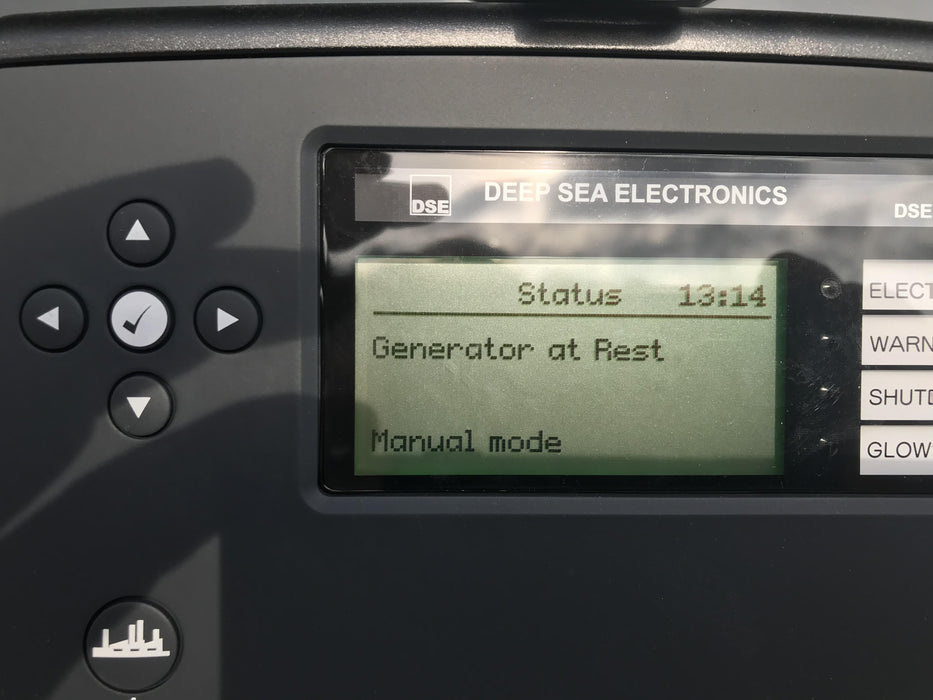 DSE DEEP SEA ELECTRONICS DSE
Status 13:14
Generator at Rest
Manual mode
ELECT
WARN
SHUTD
GLOW